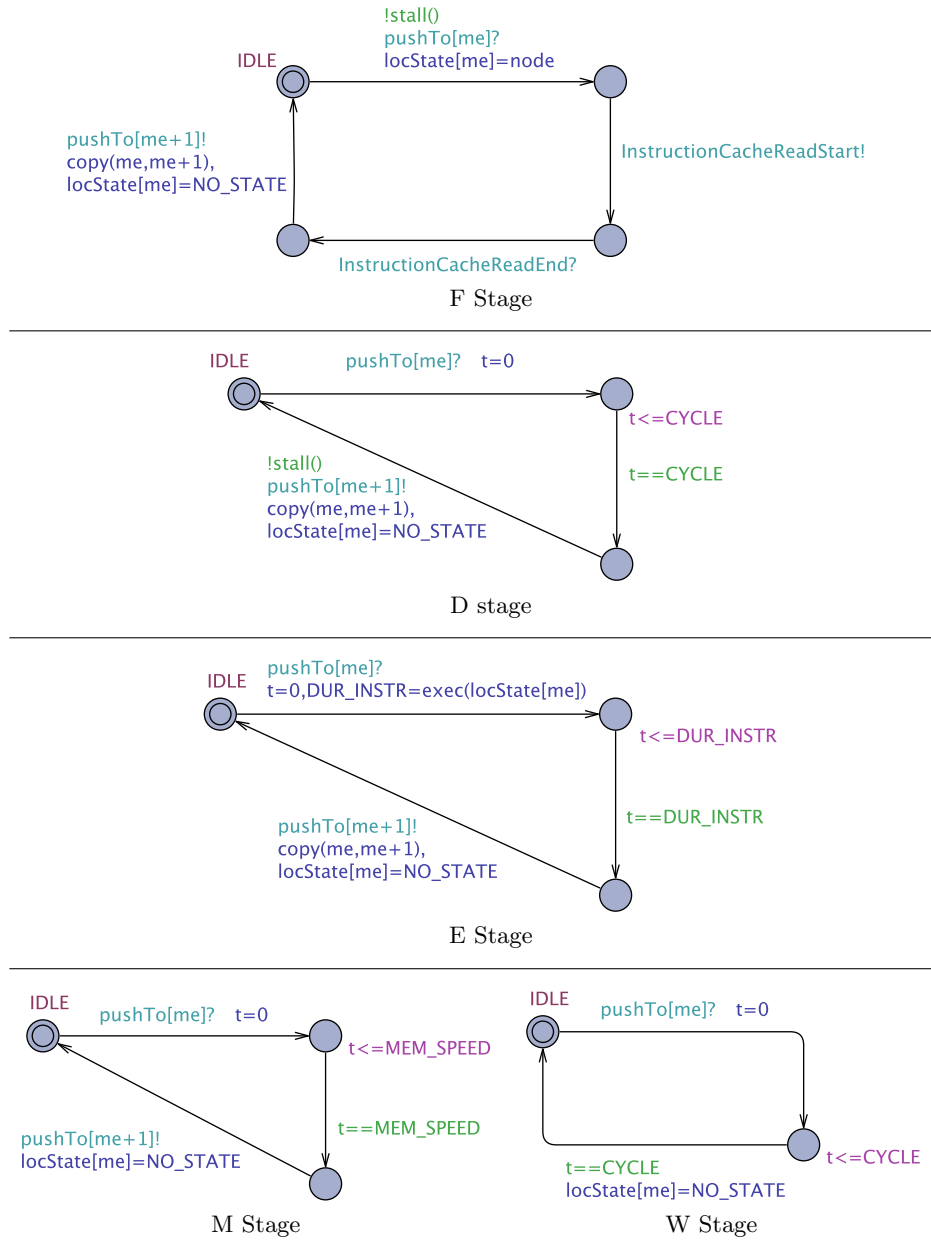 !stall()
pushTo[me]?
locState[me]=node
IDLE
InstructionCacheReadStart!
pushTo[me+1]!
copy(me,me+1),
locState[me]=NO_STATE
InstructionCacheReadEnd?
F Stage
IDLE
pushTo[me]? t=0
t<=CYCLE
t==CYCLE
!stall()
pushTo[me+1]!
copy(me,me+1),
locState[me]=NO_STATE
D stage
pushTo[me]?
IDLE
t=0,DUR_INSTR=exec(locState[me])
t<=DUR_INSTR
t==DUR_INSTR
pushTo[me+1]!
copy(me,me+1),
locState[me]=NO_STATE
E Stage
IDLE
pushTo[me]? t=0
t<=MEM_SPEED
t==MEM_SPEED
pushTo[me+1]!
locState[me]=NO_STATE
M Stage
IDLE
pushTo[me]? t=0
t<=CYCLE
t==CYCLE
locState[me]=NO_STATE
W Stage